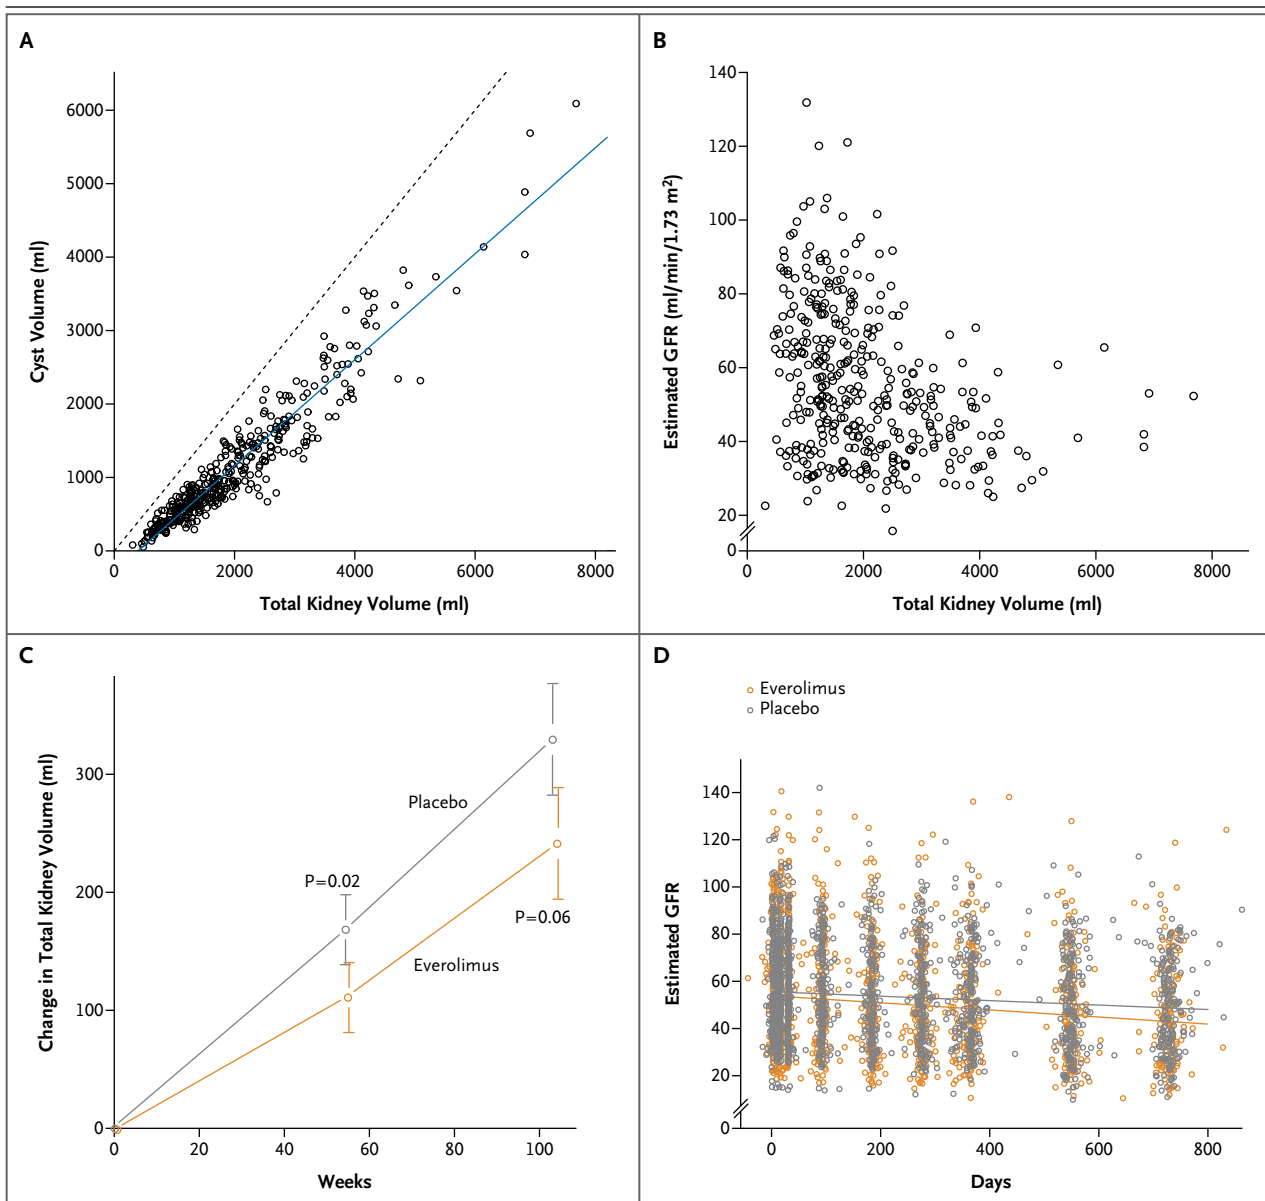 A
Cyst Volume (ml)
6000
5000
4000
3000
2000
1000
0
0 2000 4000 6000 8000
Total Kidney Volume (ml)
B
Estimated GFR (ml/min/1.73 m²)
140
120
100
80
60
40
20
0
0 2000 4000 6000 8000
Total Kidney Volume (ml)
C
Change in Total Kidney Volume (ml)
300
200
100
0
Placebo
P=0.02
P=0.06
Everolimus
0 20 40 60 80 100
Weeks
D
Everolimus
Placebo
Estimated GFR
140
120
100
80
60
40
20
0
0 200 400 600 800
Days